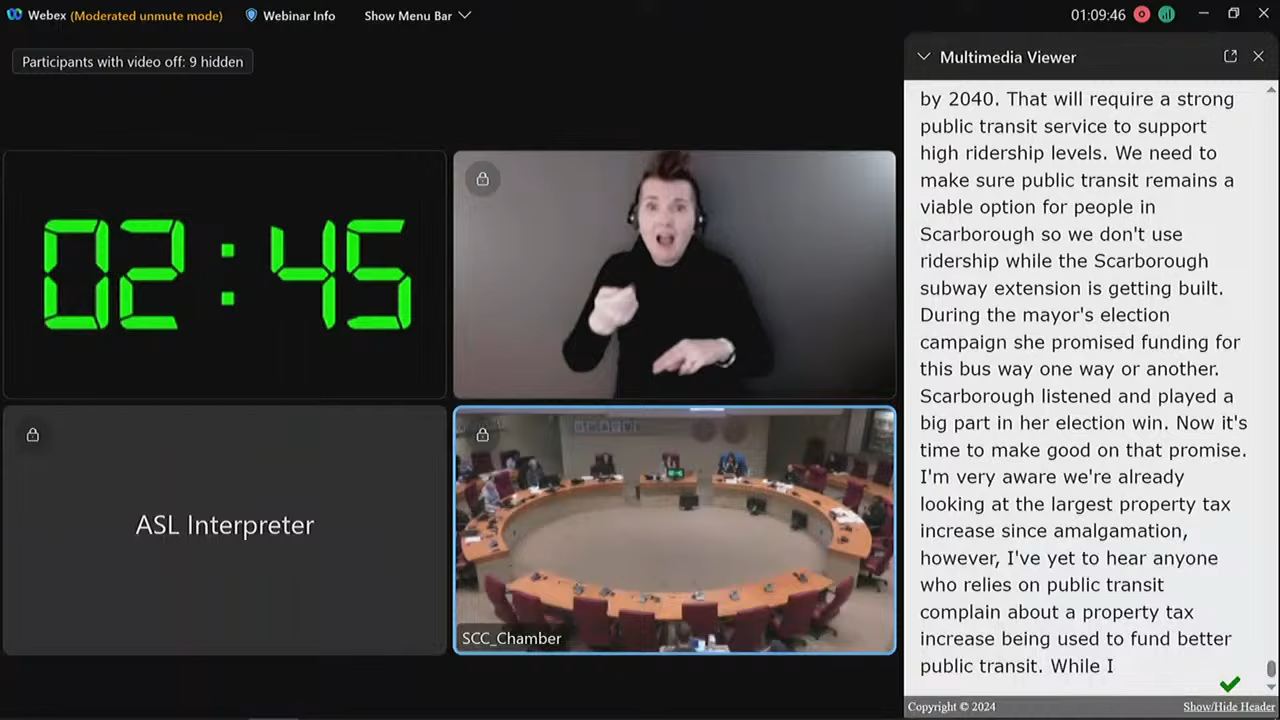 Webex (Moderated unmute mode)
Webinar Info
Show Menu Bar
01:09:46
Participants with video off: 9 hidden
02:45
ASL Interpreter
SCC_Chamber
Multimedia Viewer
by 2040. That will require a strong
public transit service to support
high ridership levels. We need to
make sure public transit remains a
viable option for people in
Scarborough so we don't use
ridership while the Scarborough
subway extension is getting built.
During the mayor's election
campaign she promised funding for
this bus way one way or another.
Scarborough listened and played a
big part in her election win. Now it's
time to make good on that promise.
I'm very aware we're already
looking at the largest property tax
increase since amalgamation,
however, I've yet to hear anyone
who relies on public transit
complain about a property tax
increase being used to fund better
public transit. While I
Copyright © 2024
Show/Hide Header